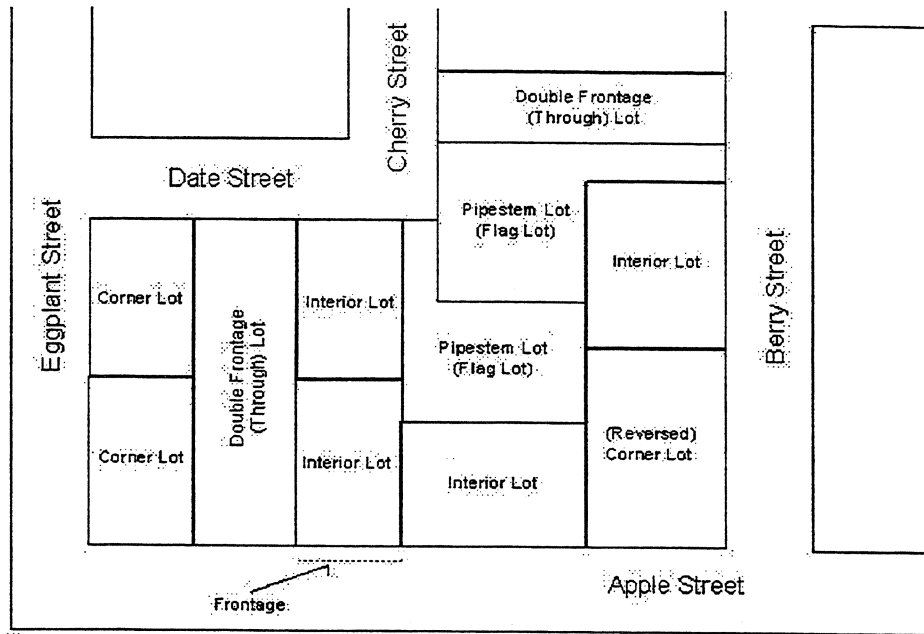 Cherry Street
Double Frontage
(Through) Lot
Date Street
Eggplant Street
Pipestem Lot
(Flag Lot)
Interior Lot
Berry Street
Corner Lot
Double Frontage
(Through) Lot
Interior Lot
Pipestem Lot
(Flag Lot)
Corner Lot
Interior Lot
Interior Lot
(Reversed)
Corner Lot
Frontage
Apple Street